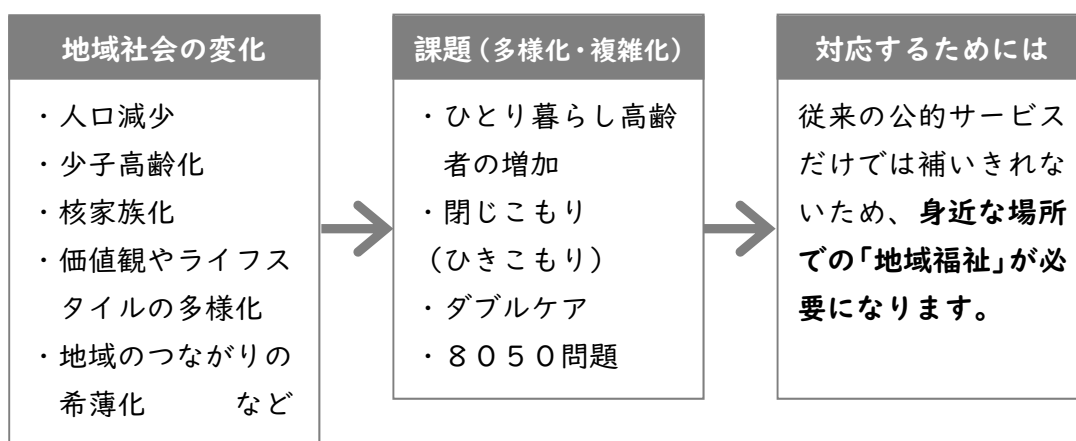 地域社会の変化
・人口減少
・少子高齢化
・核家族化
・価値観やライフス
タイルの多様化
・地域のつながりの
希薄化　　　など
課題（多様化・複雑化）
・ひとり暮らし高齢
者の増加
・閉じこもり
（ひきこもり）
・ダブルケア
・８０５０問題
対応するためには
従来の公的サービス
だけでは補いきれな
いため、身近な場所
での「地域福祉」が必
要になります。